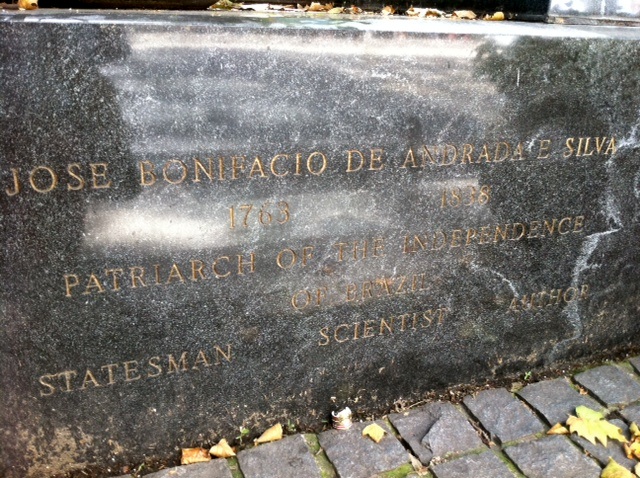 JOSE BONIFACIO DE ANDRADA E SILVA
1763 1838
PATRIARCH OF THE INDEPENDENCE
OF BRAZIL
STATESMAN SCIENTIST AUTHOR